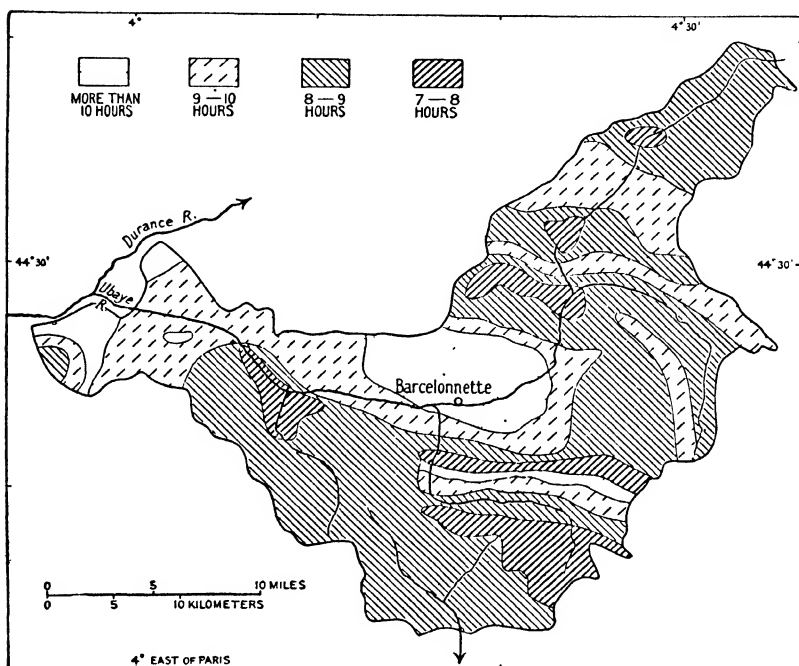 4°
4°30'
MORE THAN
10 HOURS
9—10
HOURS
8—9
HOURS
7—8
HOURS
Durance R.
44°30'
44°30'
Ubaye
R.
Barcelonnette
0 5 10 MILES
0 5 10 KILOMETERS
4° EAST OF PARIS